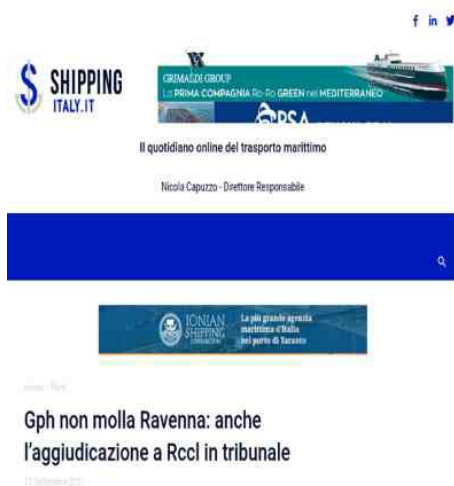 f in
SHIPPING
ITALY.IT
GRIMALDI GROUP
La PRIMA COMPAGNIA Ro-Ro GREEN nel MEDITERRANEO
PSA
Il quotidiano online del trasporto marittimo
Nicola Capuzzo - Direttore Responsabile
IONIAN
SHIPPING
CONSORTIUM
La più grande agenzia
marittima d'Italia
nel porto di Taranto
Gph non molla Ravenna: anche
l'aggiudicazione a Rccl in tribunale